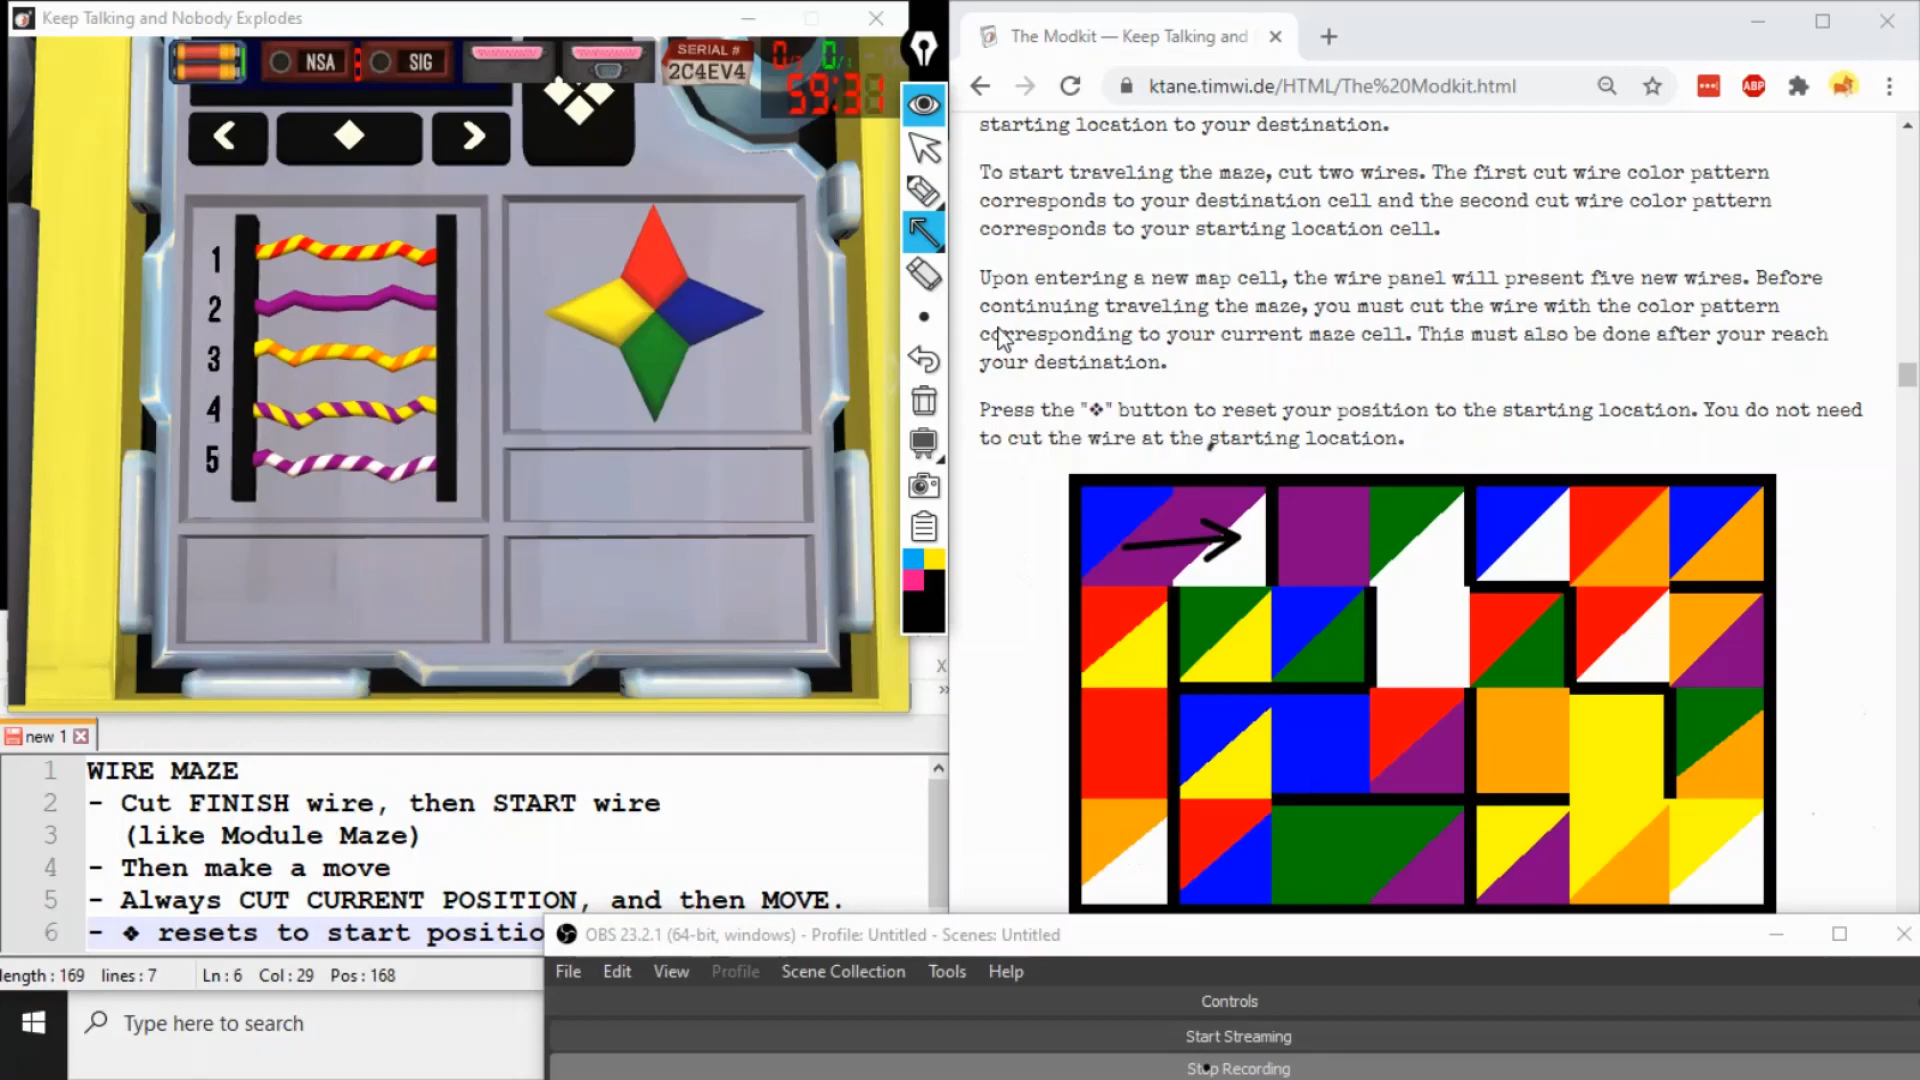 Keep Talking and Nobody Explodes
NSA
SIG
SERIAL #
2C4EV4
59:31
1
2
3
4
5
The Modkit — Keep Talking and
ktane.timwi.de/HTML/The%20Modkit.html
ABP
starting location to your destination.
To start traveling the maze, cut two wires. The first cut wire color pattern
corresponds to your destination cell and the second cut wire color pattern
corresponds to your starting location cell.
Upon entering a new map cell, the wire panel will present five new wires. Before
continuing traveling the maze, you must cut the wire with the color pattern
corresponding to your current maze cell. This must also be done after your reach
your destination.
Press the "❖" button to reset your position to the starting location. You do not need
to cut the wire at the starting location.
new 1
1 WIRE MAZE
2 - Cut FINISH wire, then START wire
3 (like Module Maze)
4 - Then make a move
5 - Always CUT CURRENT POSITION, and then MOVE.
6 - ❖ resets to start positio
length : 169 lines : 7 Ln : 6 Col : 29 Pos : 168
Type here to search
OBS 23.2.1 (64-bit, windows) - Profile: Untitled - Scenes: Untitled
File Edit View Profile Scene Collection Tools Help
Controls
Start Streaming
Stop Recording